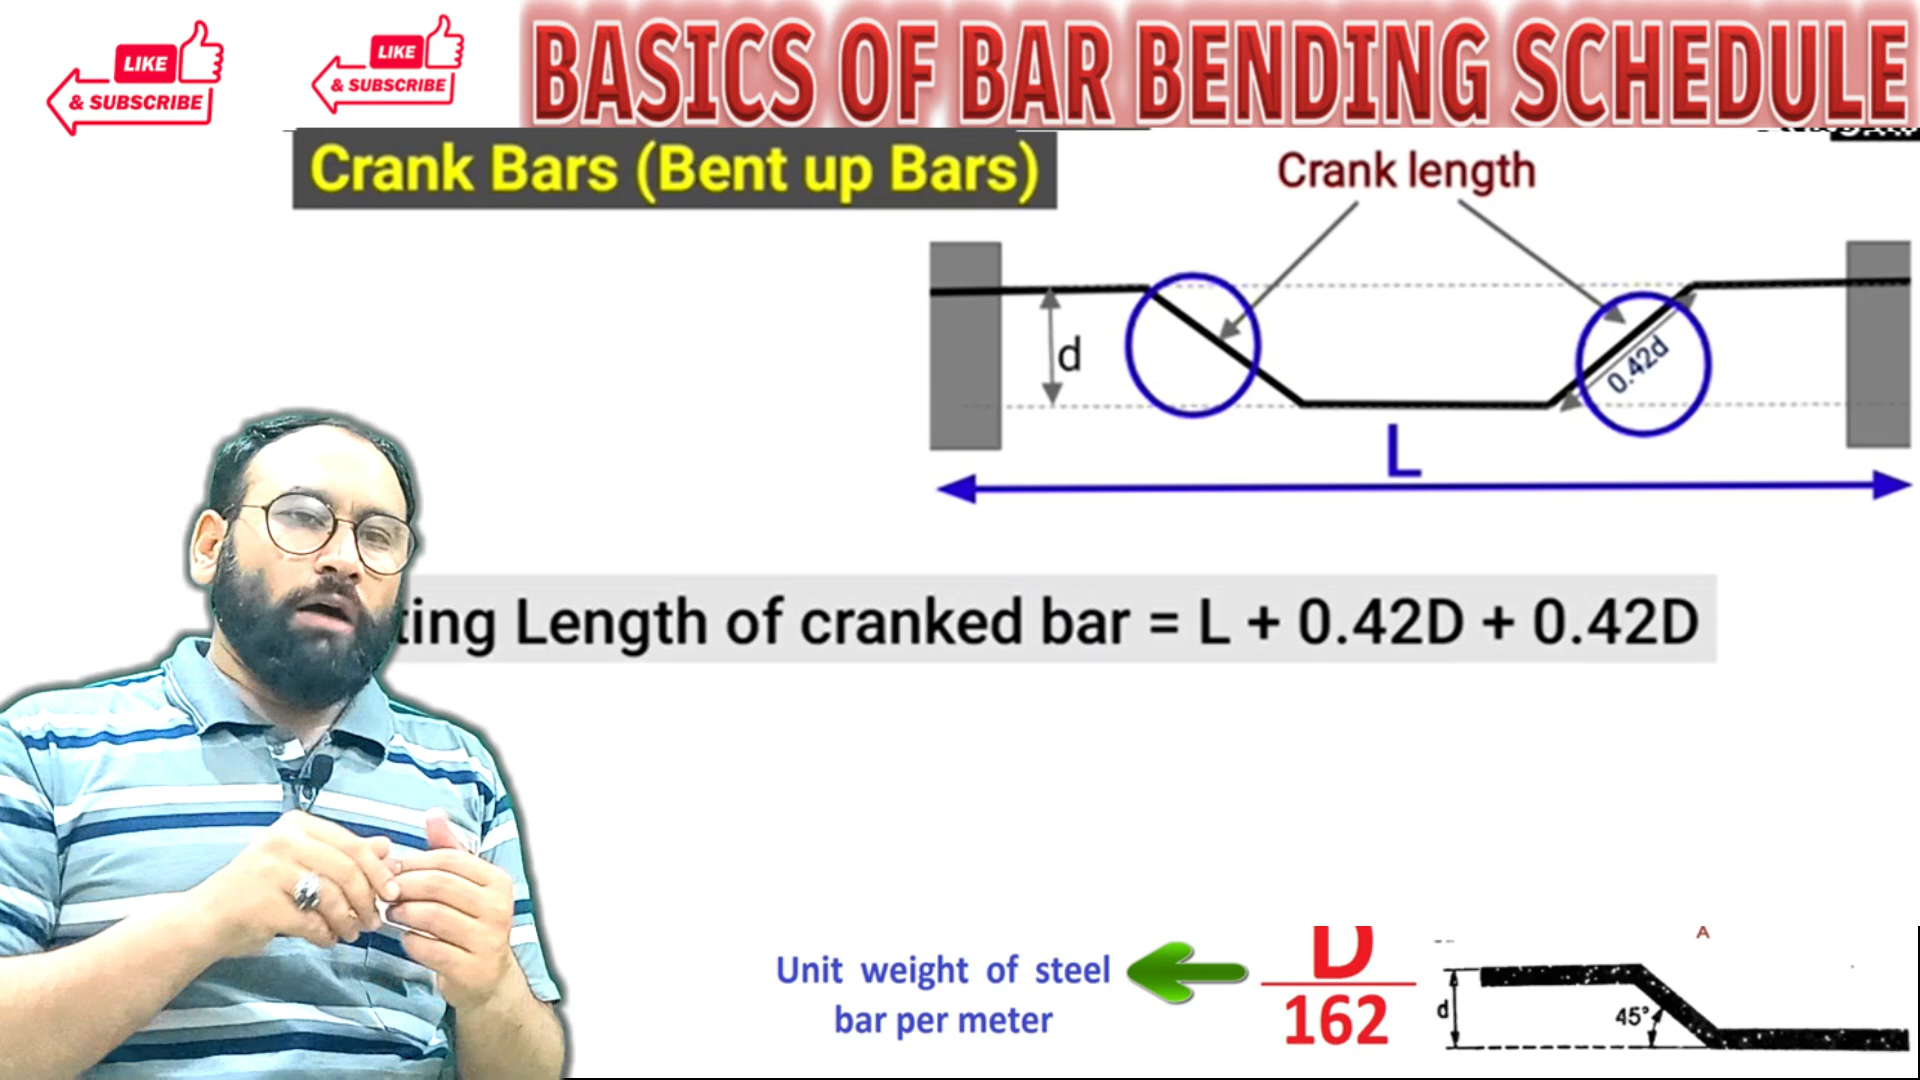 LIKE
& SUBSCRIBE
LIKE
& SUBSCRIBE
BASICS OF BAR BENDING SCHEDULE
Crank Bars (Bent up Bars)
Crank length
d
0.42d
L
ting Length of cranked bar = L + 0.42D + 0.42D
Unit weight of steel
bar per meter
D
162
A
d
45°